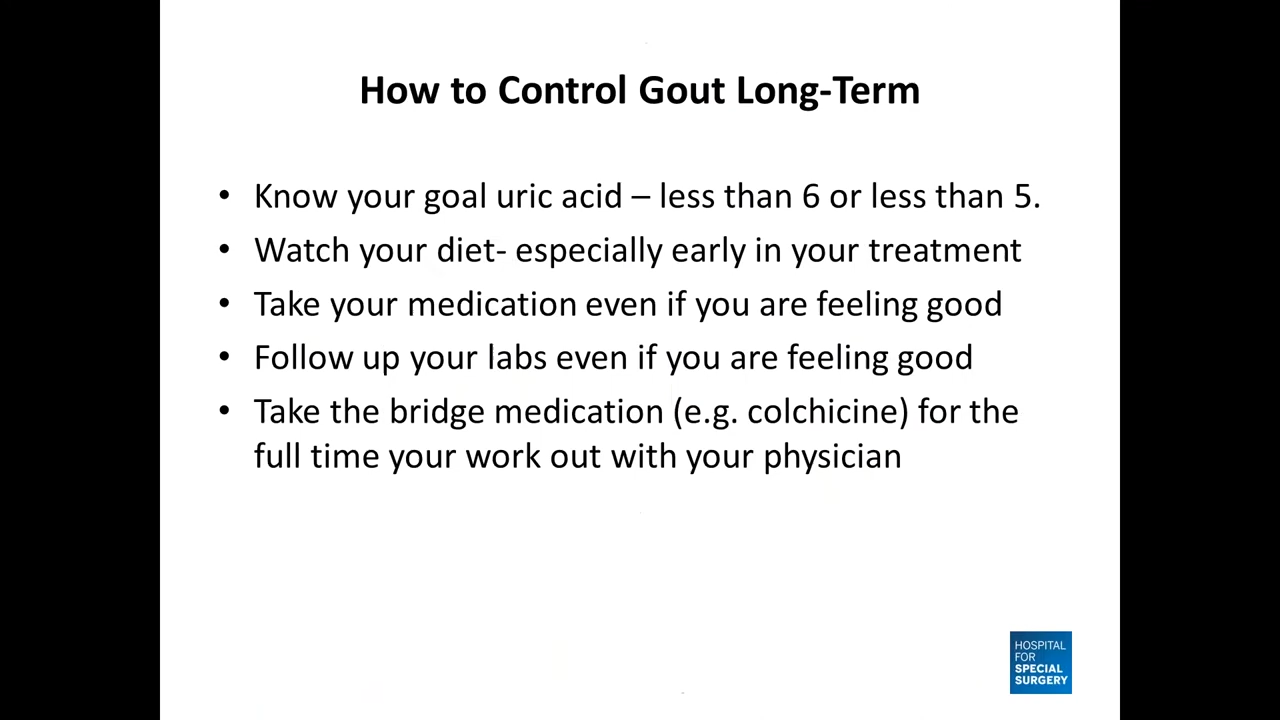 How to Control Gout Long-Term
• Know your goal uric acid – less than 6 or less than 5.
• Watch your diet- especially early in your treatment
• Take your medication even if you are feeling good
• Follow up your labs even if you are feeling good
• Take the bridge medication (e.g. colchicine) for the
full time your work out with your physician
HOSPITAL
FOR
SPECIAL
SURGERY